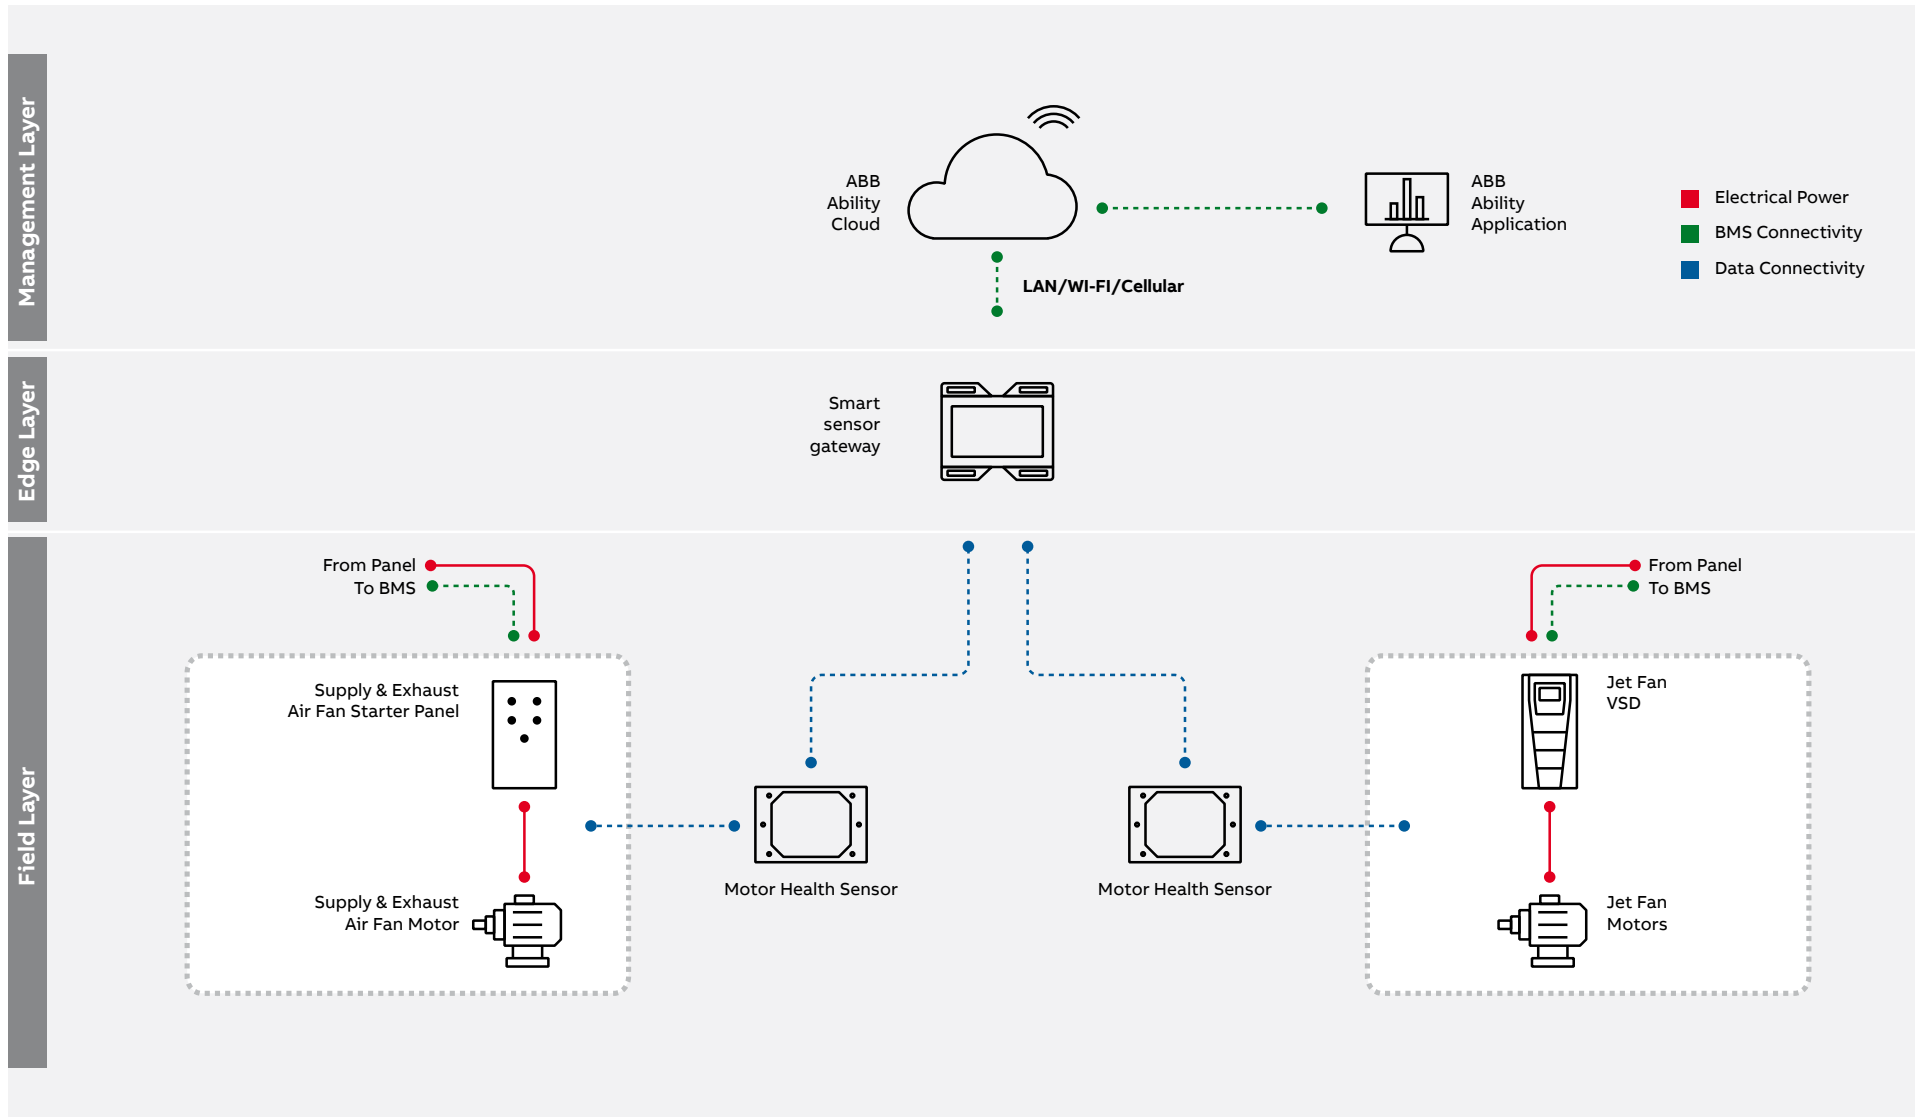 Management Layer
ABB
Ability
Cloud
ABB
Ability
Application
Electrical Power
BMS Connectivity
Data Connectivity
LAN/WI-FI/Cellular
Edge Layer
Smart
sensor
gateway
Field Layer
From Panel
To BMS
From Panel
To BMS
Supply & Exhaust
Air Fan Starter Panel
Jet Fan
VSD
Motor Health Sensor
Motor Health Sensor
Supply & Exhaust
Air Fan Motor
Jet Fan
Motors